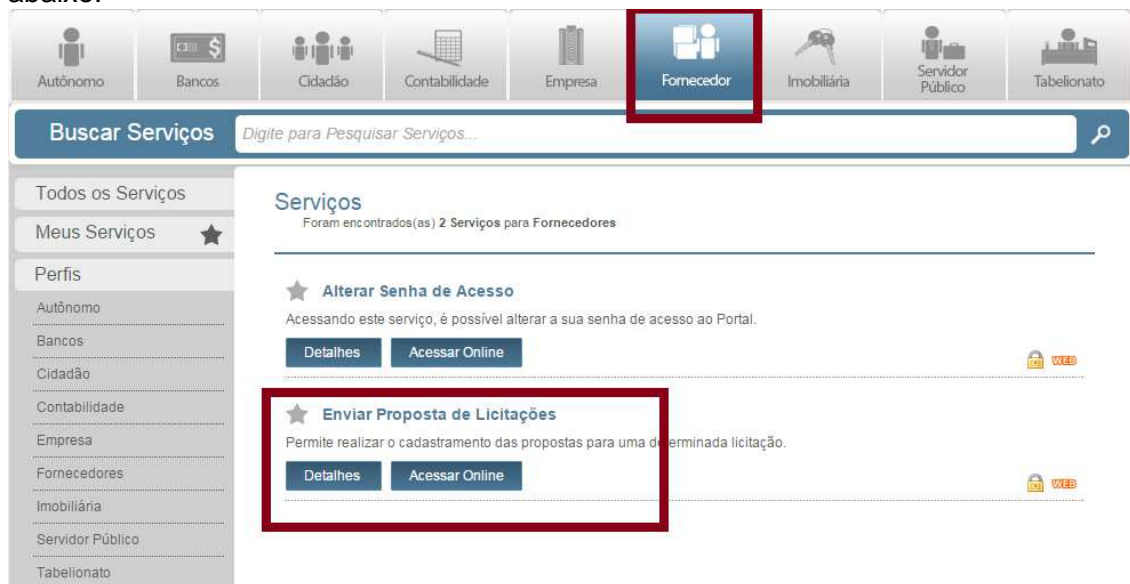 abaixo:
Autônomo
Bancos
Cidadão
Contabilidade
Empresa
Fornecedor
Imobiliária
Servidor
Público
Tabelionato
Buscar Serviços
Digite para Pesquisar Serviços...
Todos os Serviços
Meus Serviços
Perfis
Autônomo
Bancos
Cidadão
Contabilidade
Empresa
Fornecedores
Imobiliária
Servidor Público
Tabelionato
Serviços
Foram encontrados(as) 2 Serviços para Fornecedores
Alterar Senha de Acesso
Acessando este serviço, é possível alterar a sua senha de acesso ao Portal.
Detalhes
Acessar Online
WEB
Enviar Proposta de Licitações
Permite realizar o cadastramento das propostas para uma determinada licitação.
Detalhes
Acessar Online
WEB